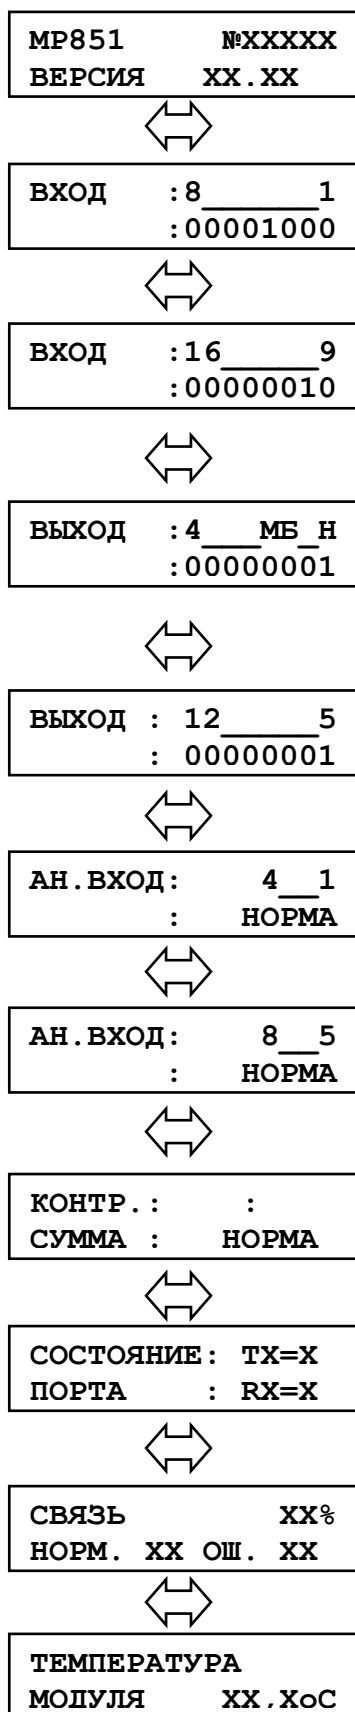 МР851 №XXXXX
ВЕРСИЯ XX.XX
ВХОД :8______1
:00001000
ВХОД :16_____9
:00000010
ВЫХОД :4___МБ_Н
:00000001
ВЫХОД : 12_____5
: 00000001
АН.ВХОД: 4__1
: НОРМА
АН.ВХОД: 8__5
: НОРМА
КОНТР.: :
СУММА : НОРМА
СОСТОЯНИЕ: TX=X
ПОРТА : RX=X
СВЯЗЬ XX%
НОРМ. XX ОШ. XX
ТЕМПЕРАТУРА
МОДУЛЯ XX,XoC